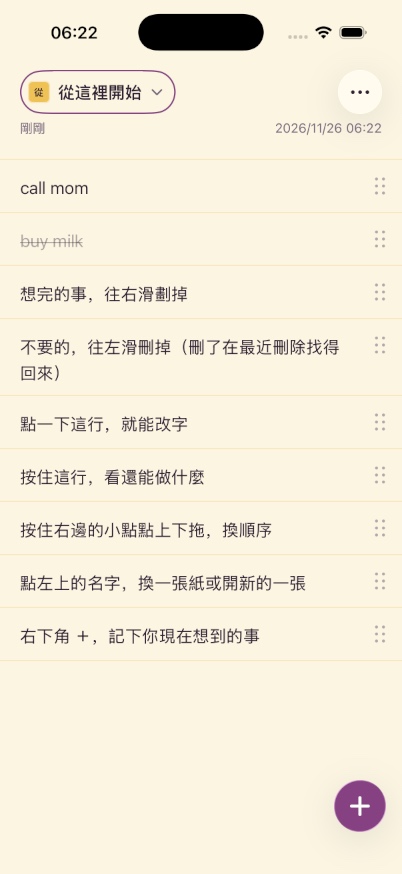 06:22
從 從這裡開始
剛剛
2026/11/26 06:22
call mom
buy milk
想完的事，往右滑劃掉
不要的，往左滑刪掉（刪了在最近刪除找得
回來）
點一下這行，就能改字
按住這行，看還能做什麼
按住右邊的小點點上下拖，換順序
點左上的名字，換一張紙或開新的一張
右下角 ＋，記下你現在想到的事